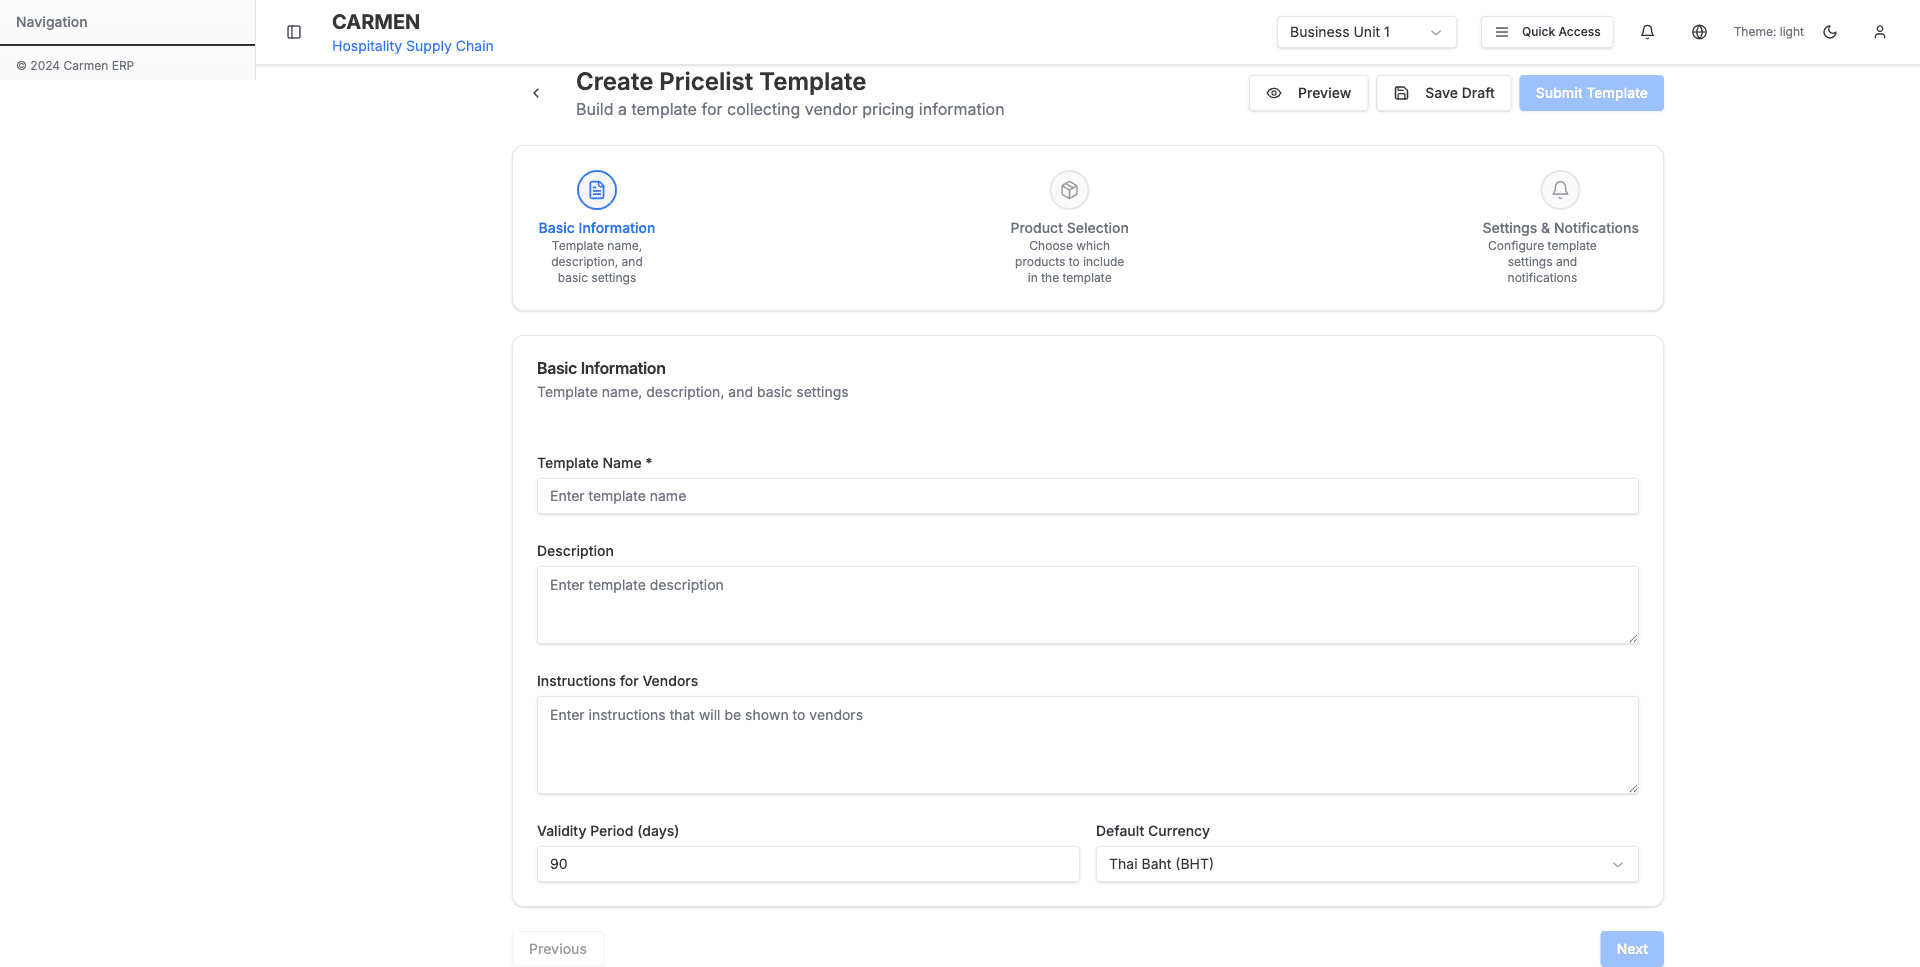 Navigation
© 2024 Carmen ERP
CARMEN
Hospitality Supply Chain
Business Unit 1
Quick Access
Theme: light
Create Pricelist Template
Build a template for collecting vendor pricing information
Preview
Save Draft
Submit Template
Basic Information
Template name,
description, and
basic settings
Product Selection
Choose which
products to include
in the template
Settings & Notifications
Configure template
settings and
notifications
Basic Information
Template name, description, and basic settings
Template Name *
Enter template name
Description
Enter template description
Instructions for Vendors
Enter instructions that will be shown to vendors
Validity Period (days)
90
Default Currency
Thai Baht (BHT)
Previous
Next